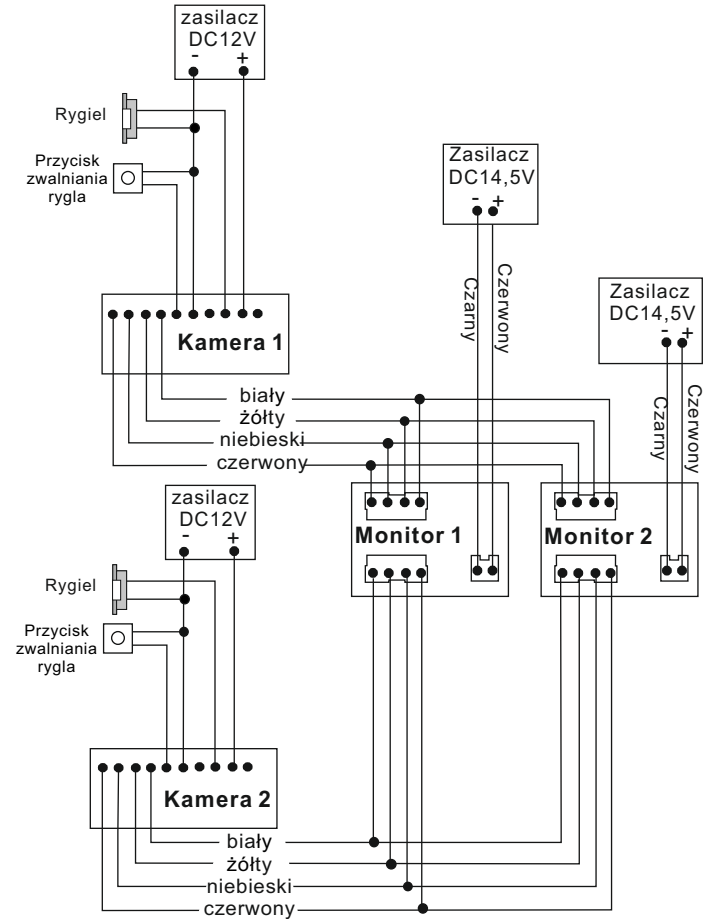 zasilacz
DC12V
- +
Rygiel
Przycisk
zwalniania
rygla
Kamera 1
Zasilacz
DC14,5V
- +
Czarny
Czerwony
Zasilacz
DC14,5V
- +
Czarny
Czerwony
biały
żółty
niebieski
czerwony
Monitor 1
Monitor 2
zasilacz
DC12V
- +
Rygiel
Przycisk
zwalniania
rygla
Kamera 2
biały
żółty
niebieski
czerwony